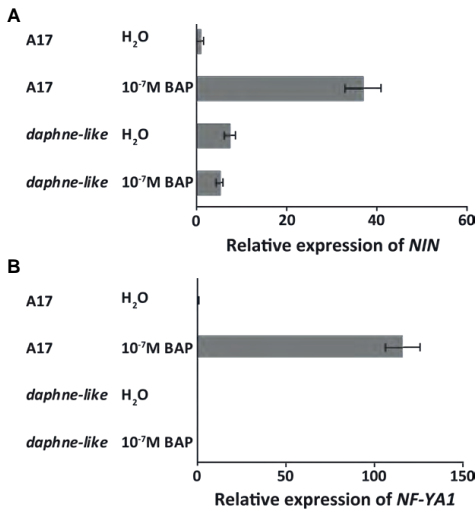 A
A17 H₂O
A17 10⁻⁷M BAP
daphne-like H₂O
daphne-like 10⁻⁷M BAP
0 20 40 60
Relative expression of NIN
B
A17 H₂O
A17 10⁻⁷M BAP
daphne-like H₂O
daphne-like 10⁻⁷M BAP
0 50 100 150
Relative expression of NF-YA1